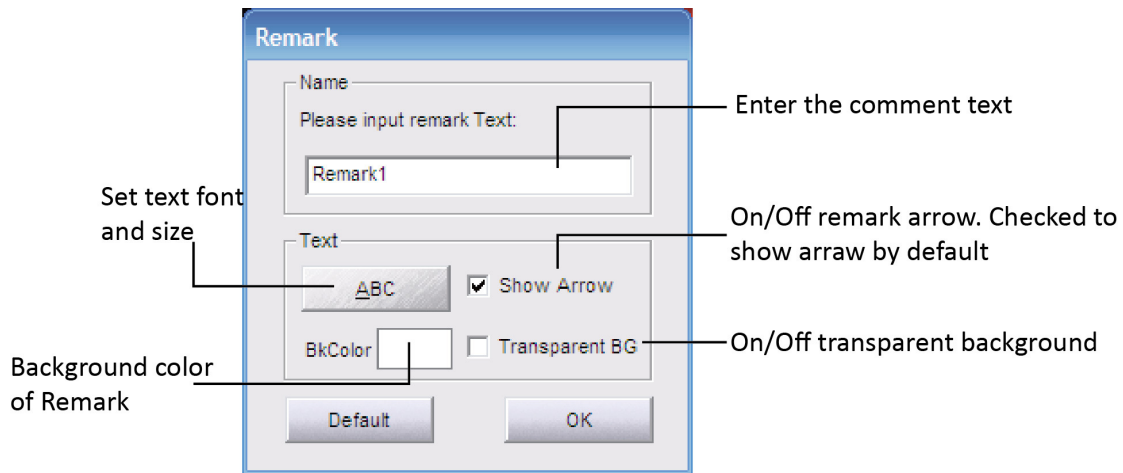 Remark
Name
Please input remark Text:
Enter the comment text
Remark1
Set text font
and size
On/Off remark arrow. Checked to
show arraw by default
Text
ABC
Show Arrow
BkColor
Transparent BG
On/Off transparent background
Background color
of Remark
Default
OK